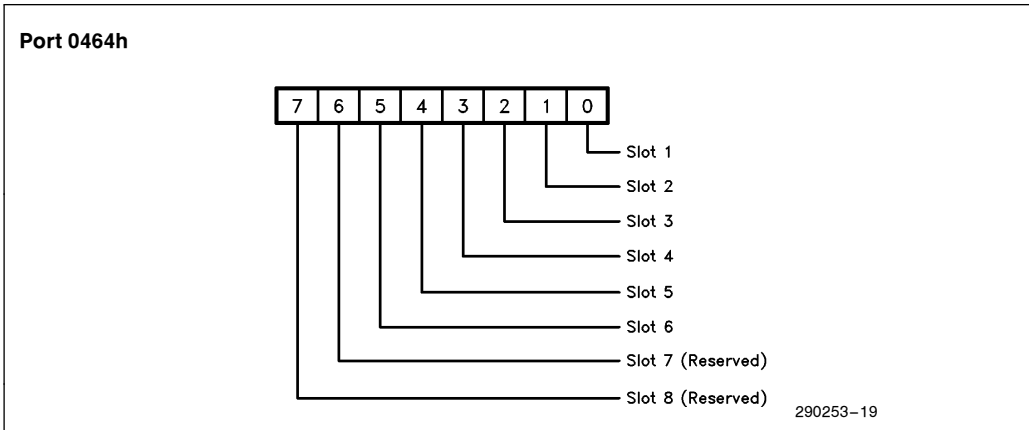 Port 0464h
7 6 5 4 3 2 1 0
Slot 1
Slot 2
Slot 3
Slot 4
Slot 5
Slot 6
Slot 7 (Reserved)
Slot 8 (Reserved)
290253–19